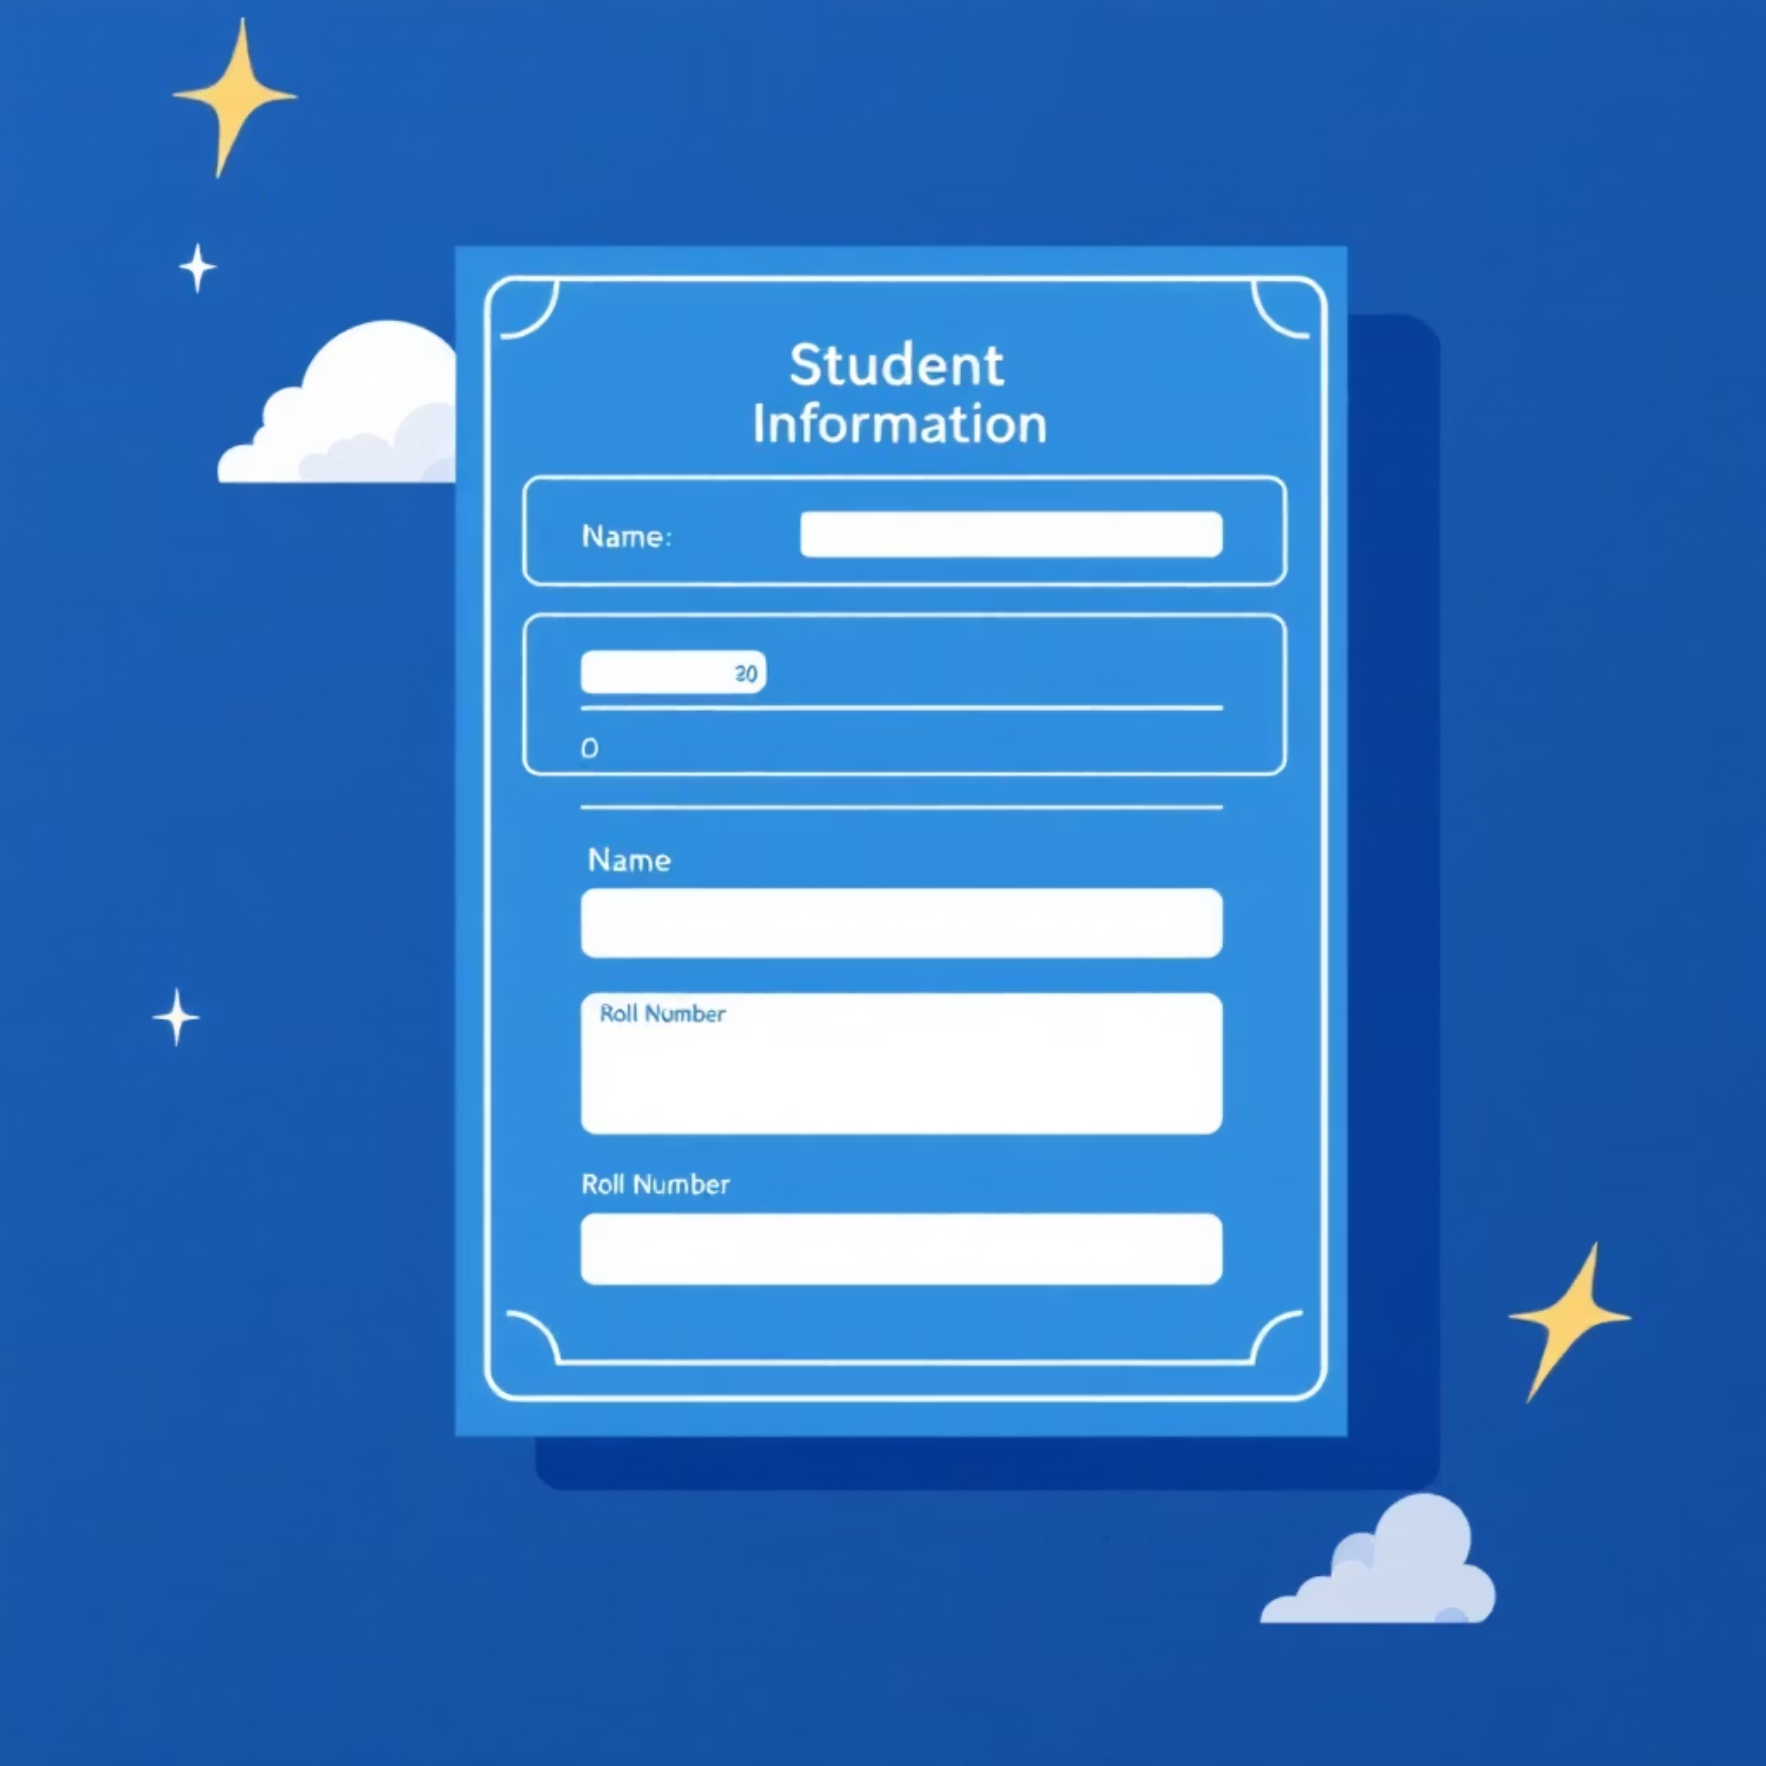 Student
Information
Name:
20
0
Name
Roll Number
Roll Number